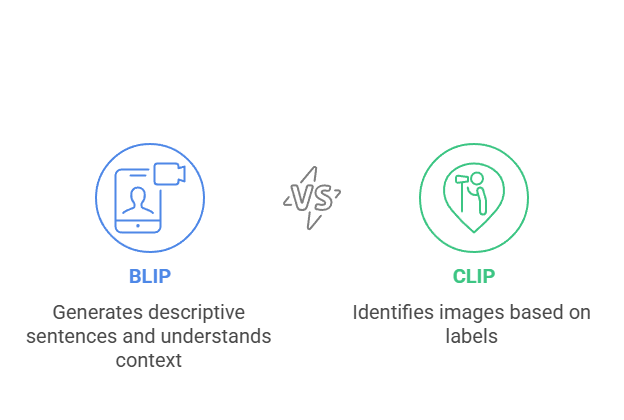 VS
BLIP
Generates descriptive
sentences and understands
context
CLIP
Identifies images based on
labels